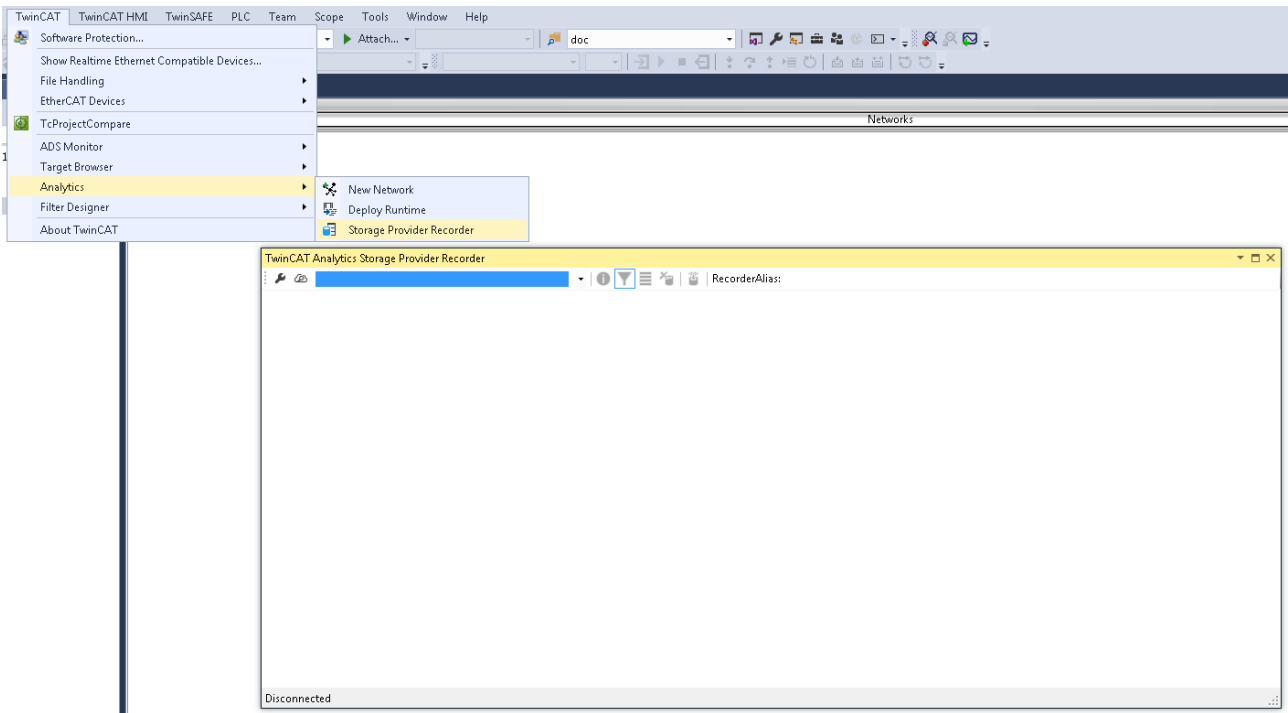 TwinCAT TwinCAT HMI TwinSAFE PLC Team Scope Tools Window Help
Software Protection...
Attach...
doc
Show Realtime Ethernet Compatible Devices...
File Handling
EtherCAT Devices
TcProjectCompare
Networks
ADS Monitor
1
Target Browser
Analytics
New Network
Filter Designer
Deploy Runtime
About TwinCAT
Storage Provider Recorder
TwinCAT Analytics Storage Provider Recorder
RecorderAlias:
Disconnected